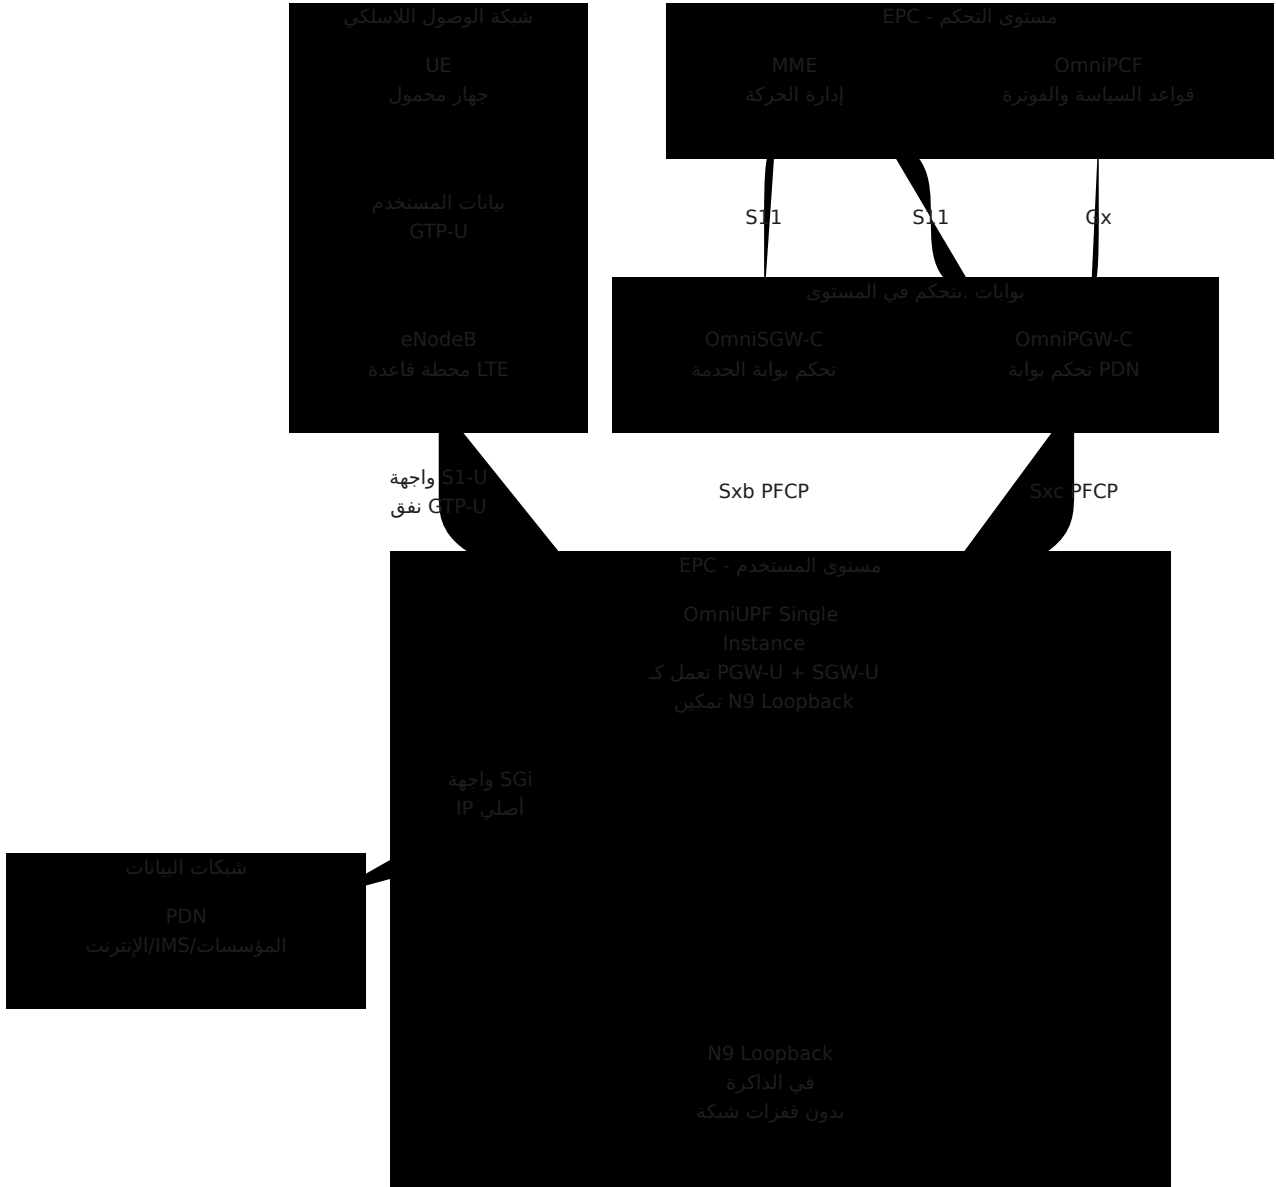 شبكة الوصول اللاسلكي
UE
جهاز محمول
بيانات المستخدم
GTP-U
eNodeB
محطة قاعدة LTE
مستوى التحكم - EPC
MME
إدارة الحركة
OmniPCF
قواعد السياسة والفوترة
S11
S11
Gx
بوابات التحكم في المستوى
OmniSGW-C
تحكم بوابة الخدمة
OmniPGW-C
تحكم بوابة PDN
واجهة S1-U
نفق GTP-U
Sxb PFCP
Sxc PFCP
مستوى المستخدم - EPC
OmniUPF Single
Instance
تعمل كـ PGW-U + SGW-U
تمكين N9 Loopback
واجهة SGi
أصلي IP
شبكات البيانات
PDN
الإنترنت/IMS/المؤسسات
N9 Loopback
في الذاكرة
بدون قفزات شبكة